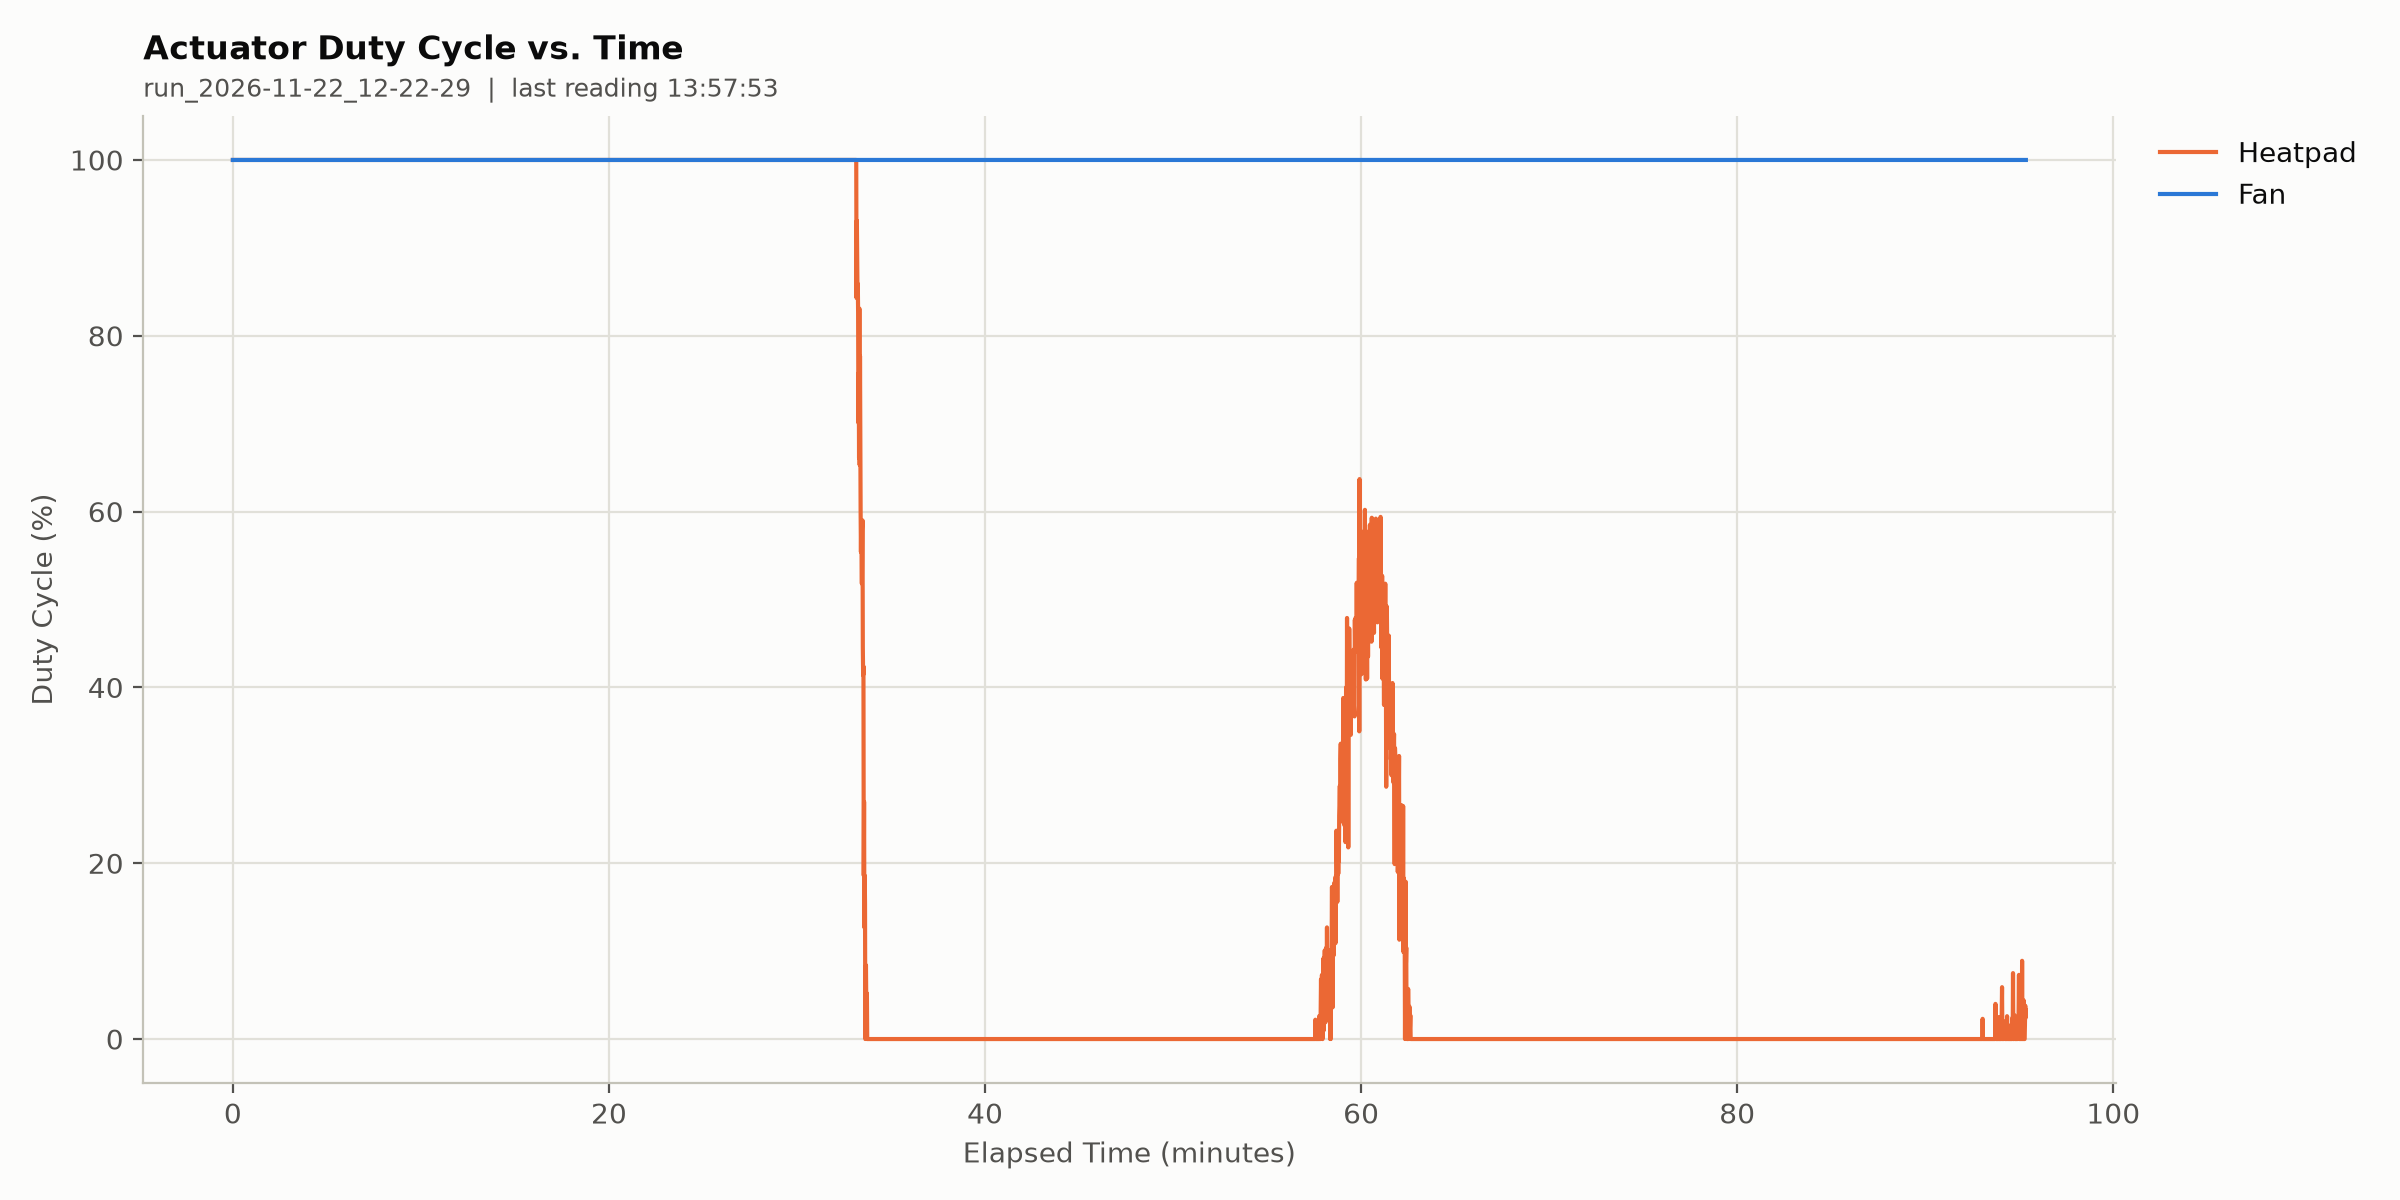 Actuator Duty Cycle vs. Time
run_2026-11-22_12-22-29 | last reading 13:57:53
Heatpad
Fan
100
80
60
40
20
0
Duty Cycle (%)
0 20 40 60 80 100
Elapsed Time (minutes)